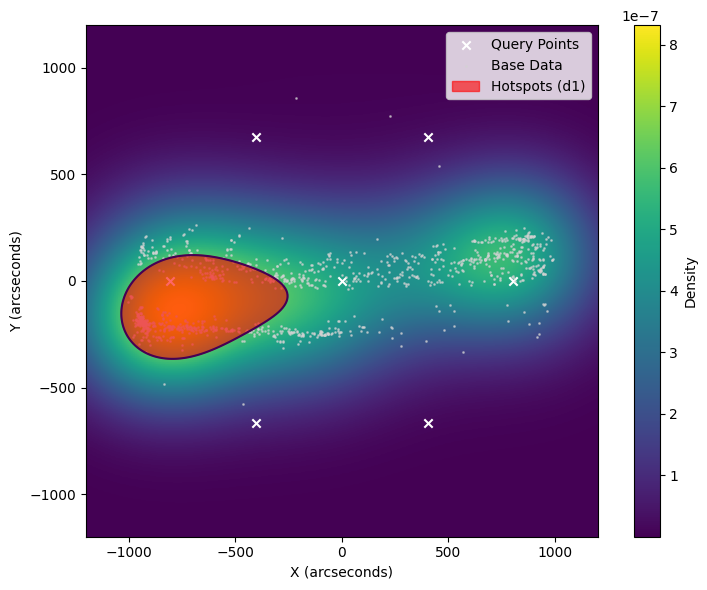 1e−7
Query Points
Base Data
Hotspots (d1)
1000
500
0
−500
−1000
Y (arcseconds)
−1000
−500
0
500
1000
X (arcseconds)
8
7
6
5
4
3
2
1
Density